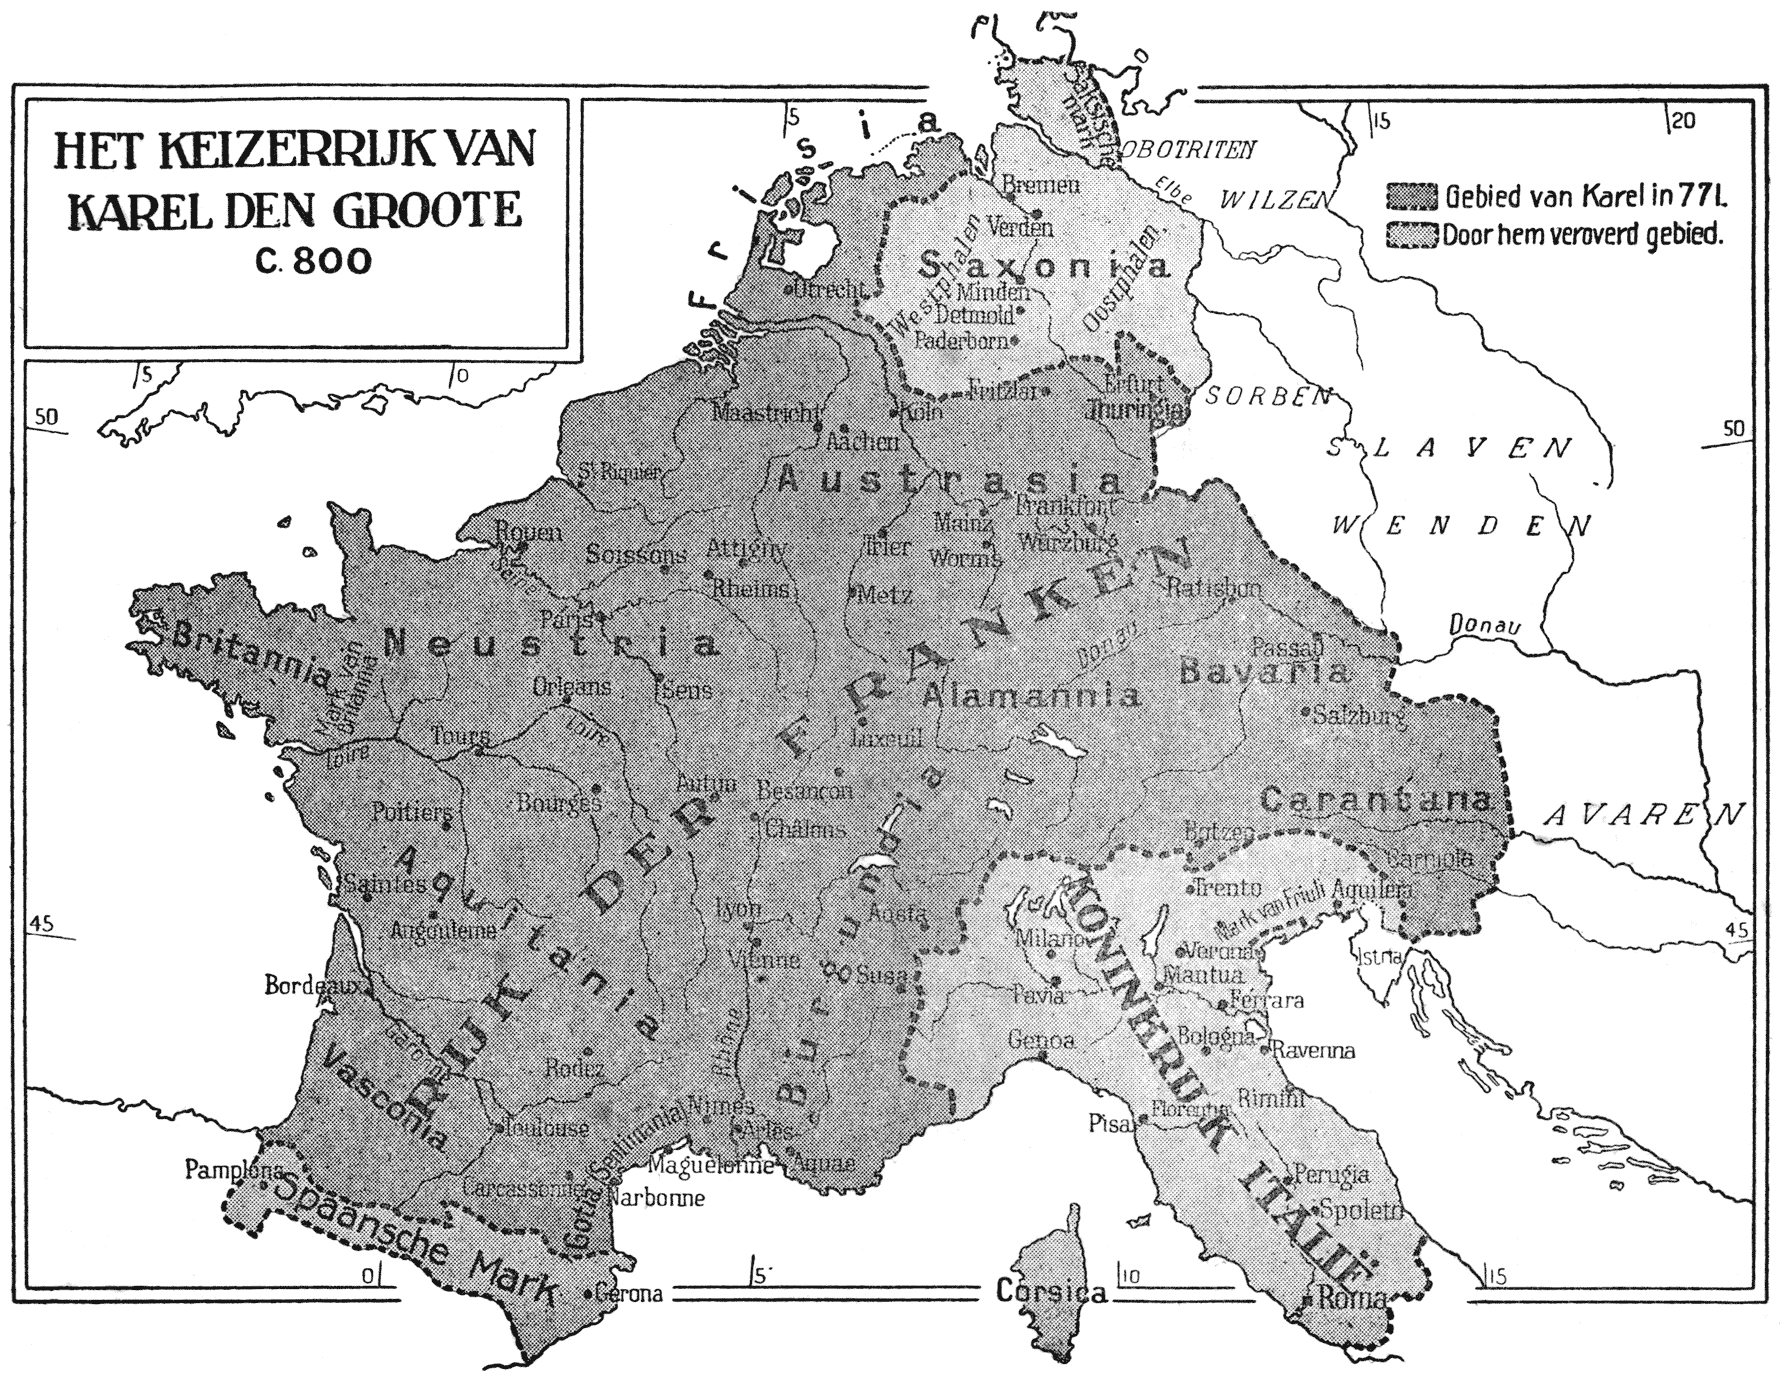 HET KEIZERRIJK VAN
KAREL DEN GROOTE
C. 800
Gebied van Karel in 771.
Door hem veroverd gebied.
5
15
20
5
0
50
50
45
45
0
5
10
15
Frisia
Saksische
mark
OBOTRITEN
Elbe
WILZEN
Bremen
Verden
Westphalen
Saxonia
Oostphalen.
Utrecht
Minden
Detmold
Paderborn
Fritzlar
Erfurt
Thuringia
SORBEN
Maastricht
Köln
Aachen
SLAVEN
St Riquier
Austrasia
Frankfort
Mainz
Würzburg
WENDEN
Rouen
Seine
Soissons
Attigny
Trier
Worms
Rheims
Metz
Ratisbon
Paris
Donau
Donau
Passau
Britannia
Mark van
Britannia
Neustria
Bavaria
Alamannia
Orleans
Sens
Salzburg
Tours
Loire
Loire
Luxeuil
RIJK DER FRANKEN
Autun
Besançon
Bourges
Poitiers
Châlons
Carantana
AVAREN
Botzen
Carniola
Aquitania
Saintes
Angouleme
Lyon
Vienne
Burgundia
Aosta
Susa
Trento
Mark van Friuli
Aquileia
Milano
Verona
Mantua
Istria
Pavia
Ferrara
Bordeaux
Garonne
Genoa
Bologna
Ravenna
Rhône
Rodez
Vasconia
Rimini
Florentia
Pisa
Nimes
Toulouse
Arles
Maguelonne
Aquae
Gotia (Septimania)
Carcassonne
Narbonne
Pamplona
Spaansche Mark
Gerona
Perugia
Spoleto
KONINKRIJK ITALIË
Corsica
Roma